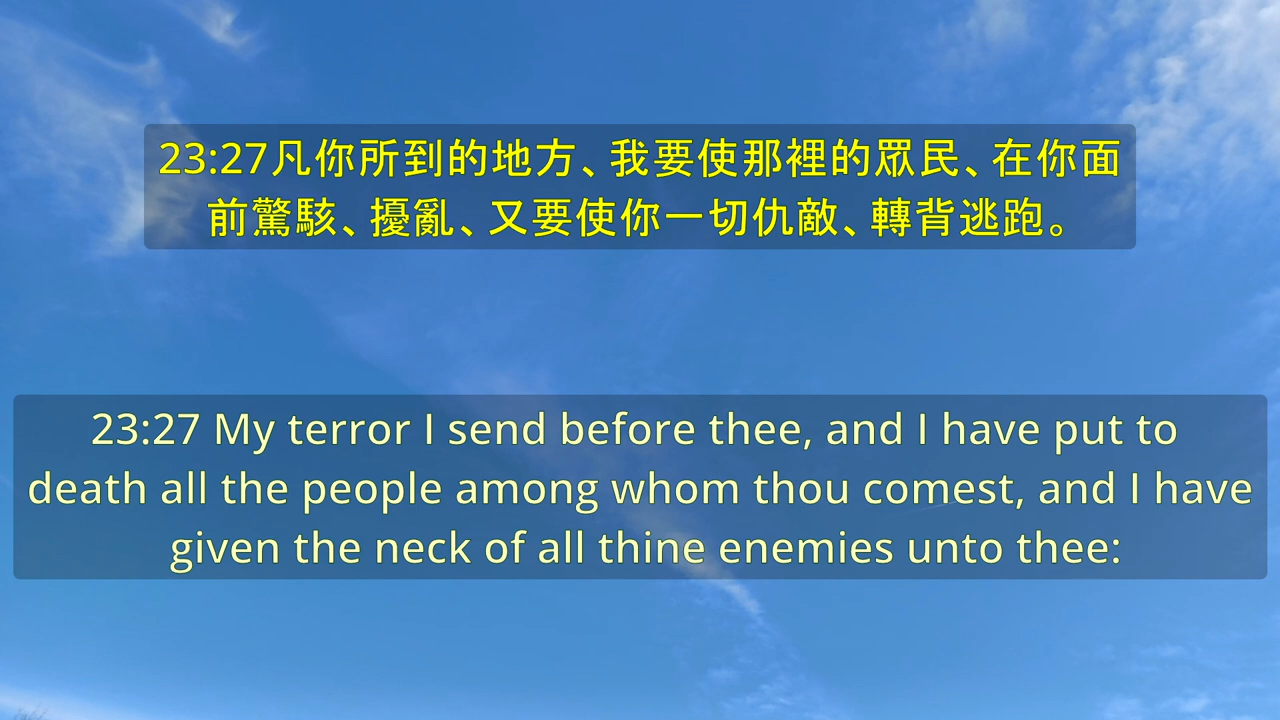 23:27凡你所到的地方、我要使那裡的眾民、在你面
前驚駭、擾亂、又要使你一切仇敵、轉背逃跑。
23:27 My terror I send before thee, and I have put to
death all the people among whom thou comest, and I have
given the neck of all thine enemies unto thee: